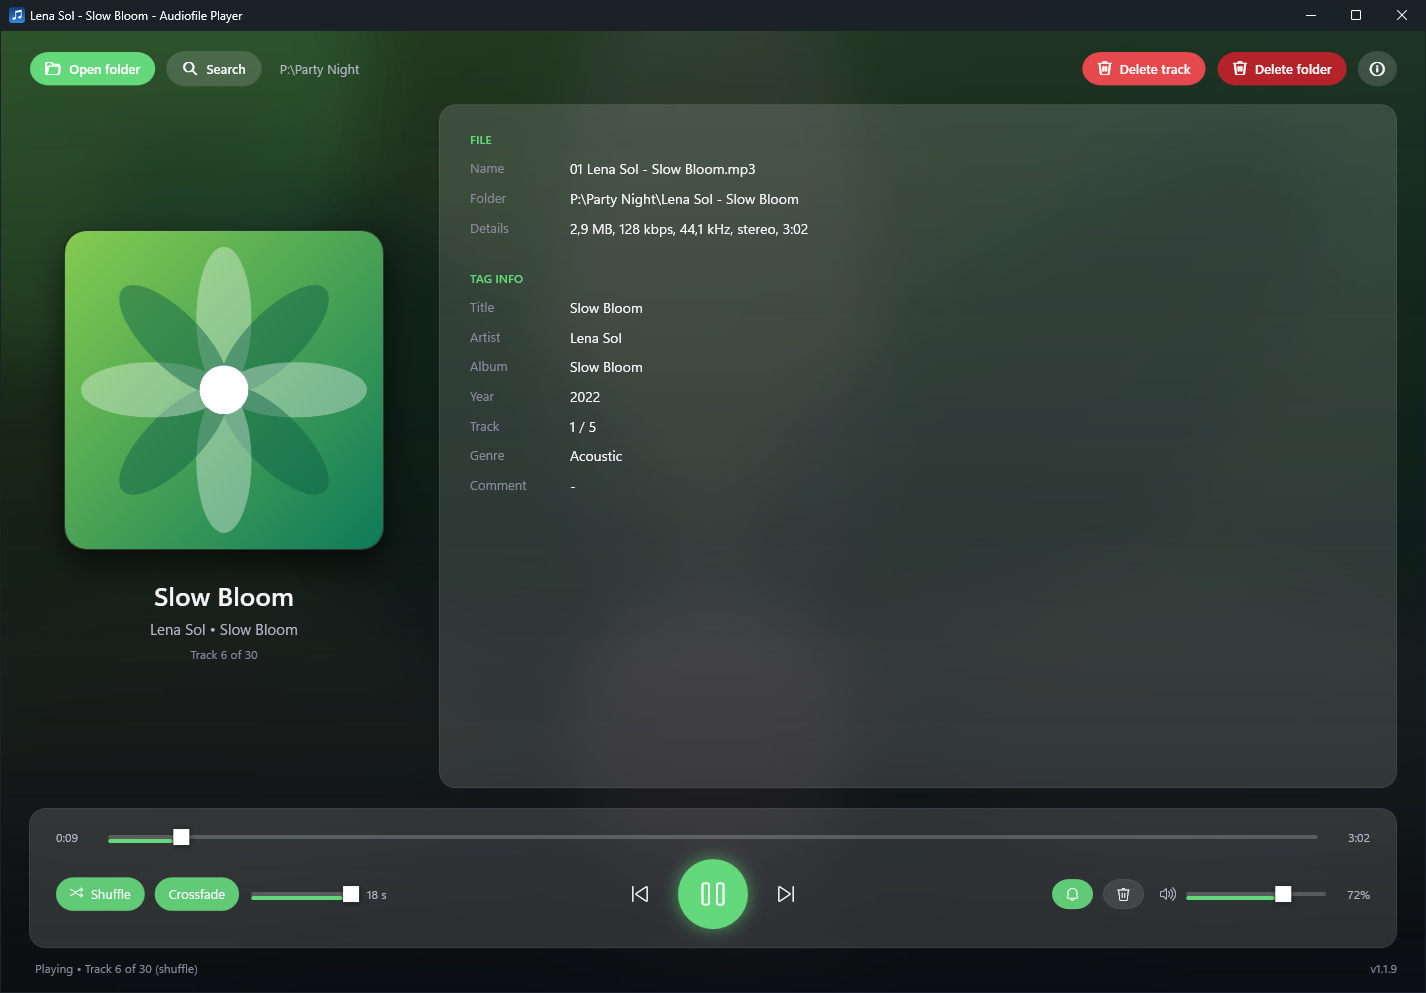 Lena Sol - Slow Bloom - Audiofile Player
Open folder
Search
P:\Party Night
Delete track
Delete folder
FILE
Name 01 Lena Sol - Slow Bloom.mp3
Folder P:\Party Night\Lena Sol - Slow Bloom
Details 2,9 MB, 128 kbps, 44,1 kHz, stereo, 3:02
TAG INFO
Title Slow Bloom
Artist Lena Sol
Album Slow Bloom
Year 2022
Track 1 / 5
Genre Acoustic
Comment -
Slow Bloom
Lena Sol • Slow Bloom
Track 6 of 30
0:09
3:02
Shuffle
Crossfade
18 s
72%
Playing • Track 6 of 30 (shuffle)
v1.1.9